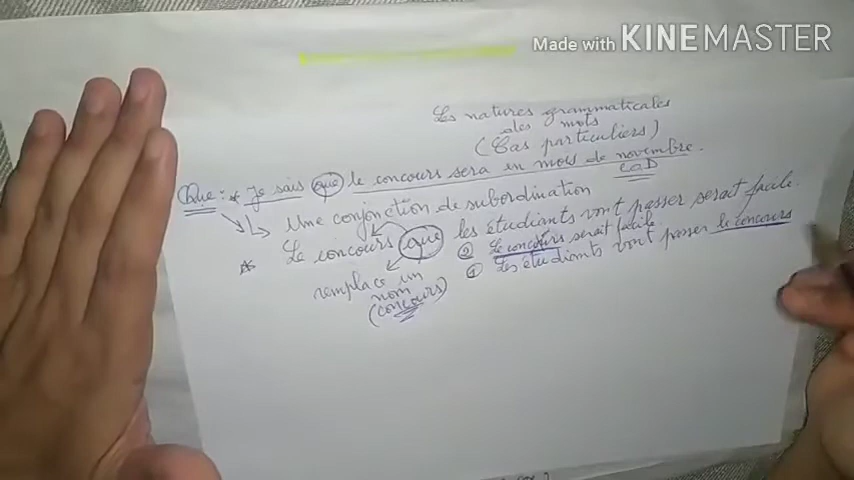 Made with KINEMASTER
Les natures grammaticales
des mots
(Cas particuliers)
Que: * Je sais que le concours sera en mois de novembre.
COD
Une conjonction de subordination
* Le concours que les étudiants vont passer serait facile.
② Le concours serait facile.
① Les étudiants vont passer le concours
remplace un
nom
(concours)